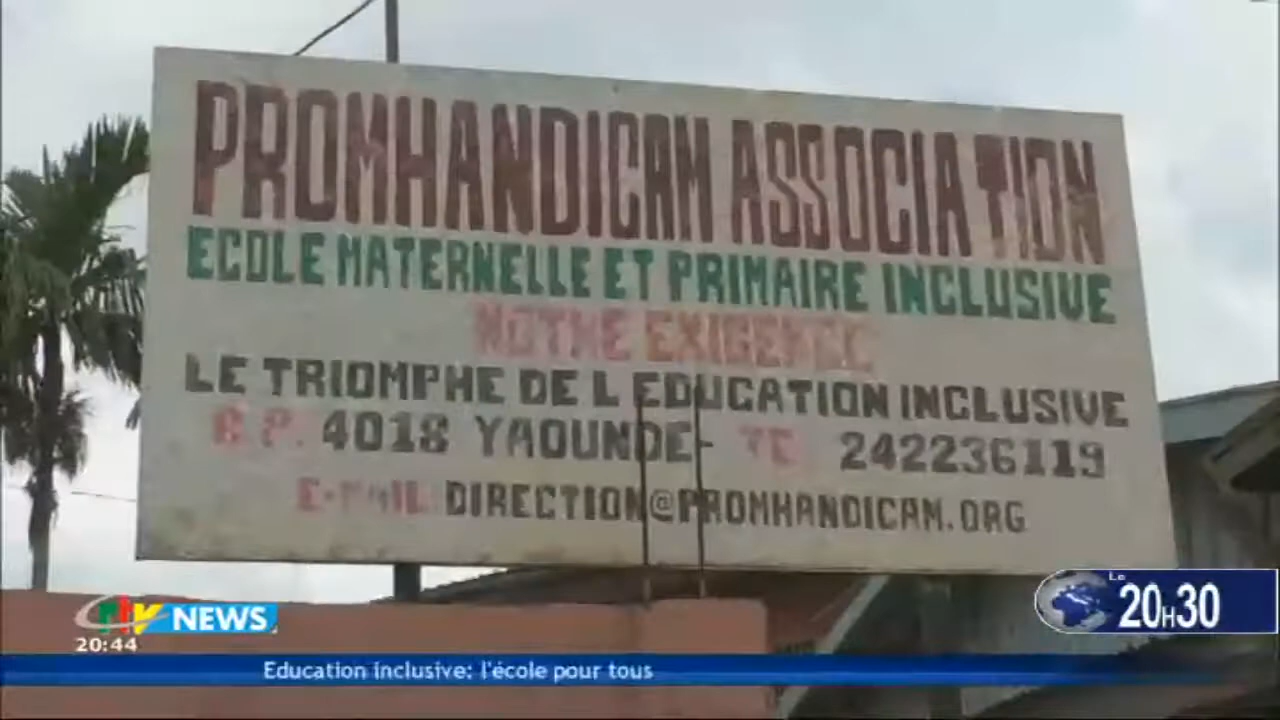 PROMHANDICAM ASSOCIATION
ECOLE MATERNELLE ET PRIMAIRE INCLUSIVE
NOTRE EXIGENCE
LE TRIOMPHE DE L EDUCATION INCLUSIVE
B.P. 4018 YAOUNDE- TE. 242236119
E-MAIL: DIRECTION@PROMHANDICAM.ORG
NEWS
20:44
Le
20H30
Education inclusive: l'école pour tous